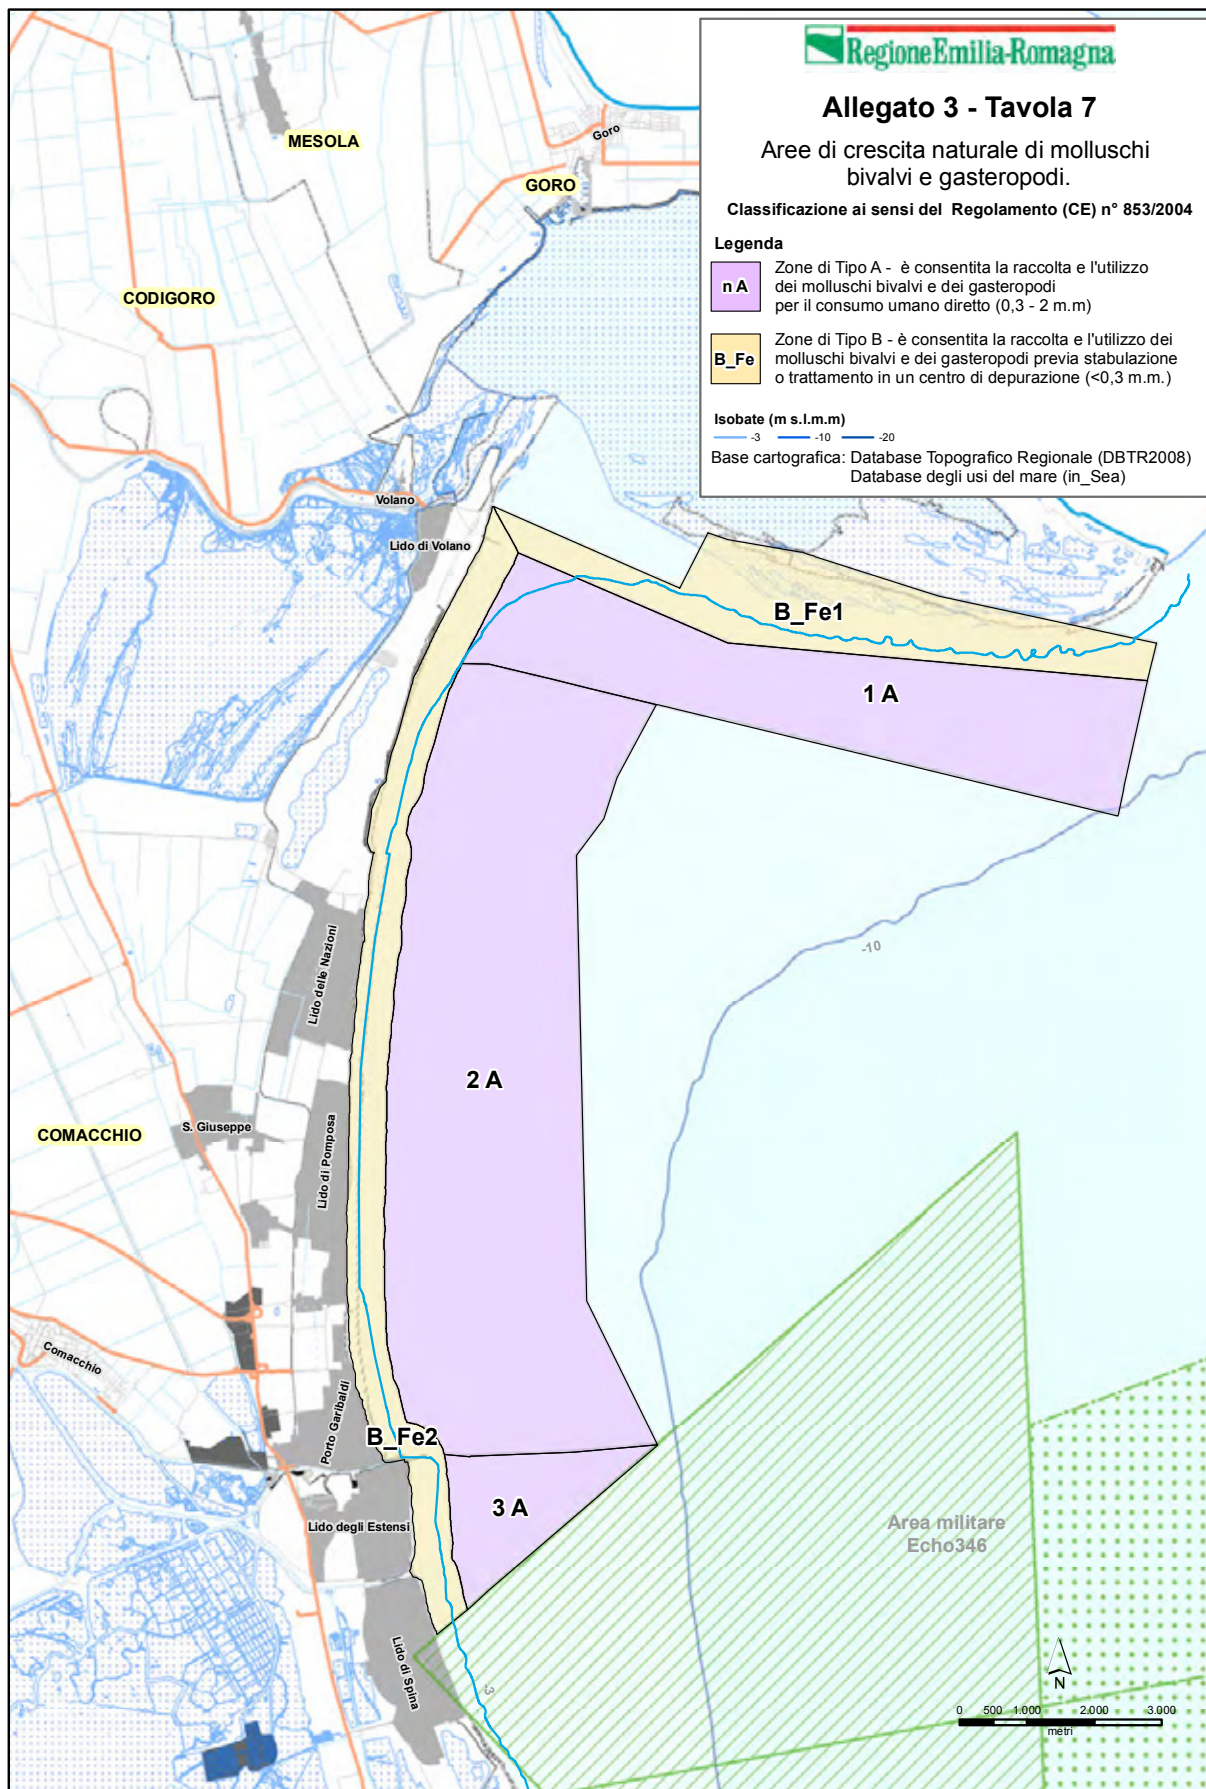 RegioneEmilia-Romagna
Allegato 3 - Tavola 7
Aree di crescita naturale di molluschi
bivalvi e gasteropodi.
Classificazione ai sensi del Regolamento (CE) n° 853/2004
Legenda
n A
Zone di Tipo A - è consentita la raccolta e l'utilizzo
dei molluschi bivalvi e dei gasteropodi
per il consumo umano diretto (0,3 - 2 m.m)
B_Fe
Zone di Tipo B - è consentita la raccolta e l'utilizzo dei
molluschi bivalvi e dei gasteropodi previa stabulazione
o trattamento in un centro di depurazione (<0,3 m.m.)
Isobate (m s.l.m.m)
-3 -10 -20
Base cartografica: Database Topografico Regionale (DBTR2008)
Database degli usi del mare (in_Sea)
MESOLA
Goro
GORO
CODIGORO
Volano
Lido di Volano
B_Fe1
1 A
Lido delle Nazioni
-10
2 A
S. Giuseppe
COMACCHIO
Lido di Pomposa
Comacchio
Porto Garibaldi
B_Fe2
3 A
Lido degli Estensi
Area militare
Echo346
Lido di Spina
-3
N
0 500 1.000 2.000 3.000
metri